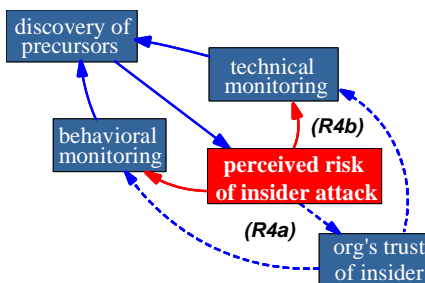 discovery of
precursors
technical
monitoring
(R4b)
behavioral
monitoring
perceived risk
of insider attack
(R4a)
org's trust
of insider